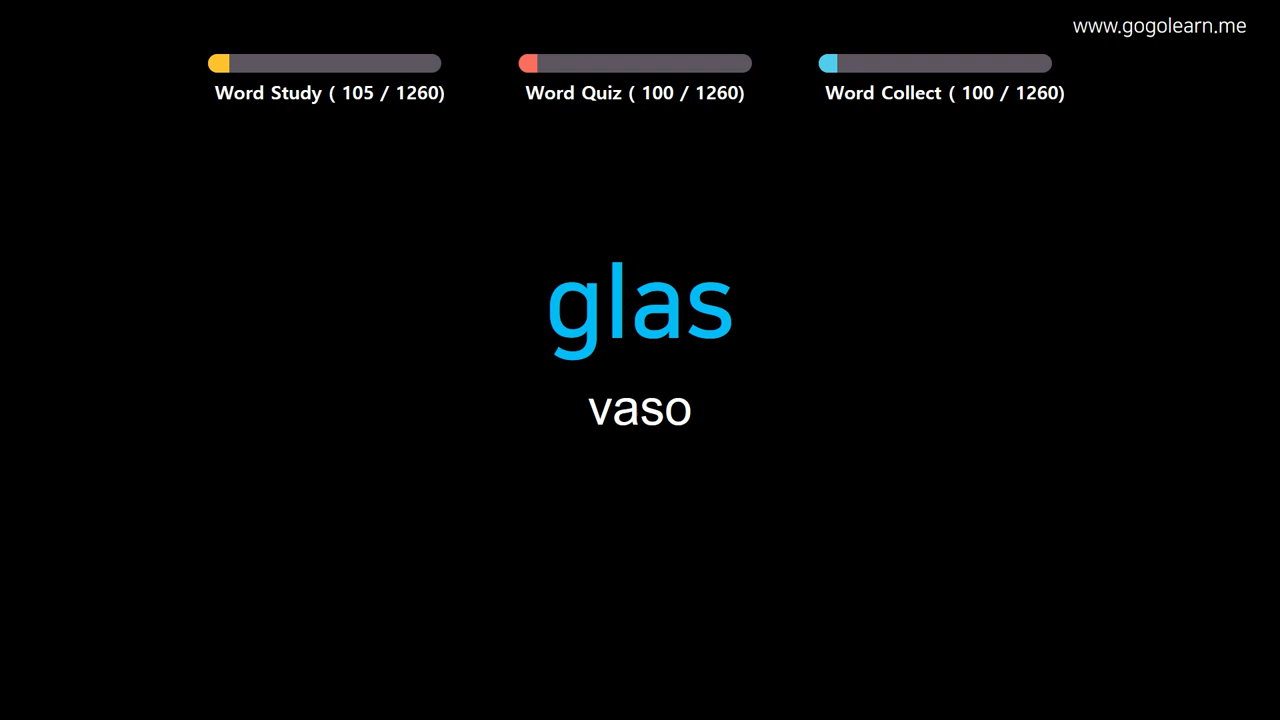 www.gogolearn.me
Word Study ( 105 / 1260)
Word Quiz ( 100 / 1260)
Word Collect ( 100 / 1260)
glas
vaso